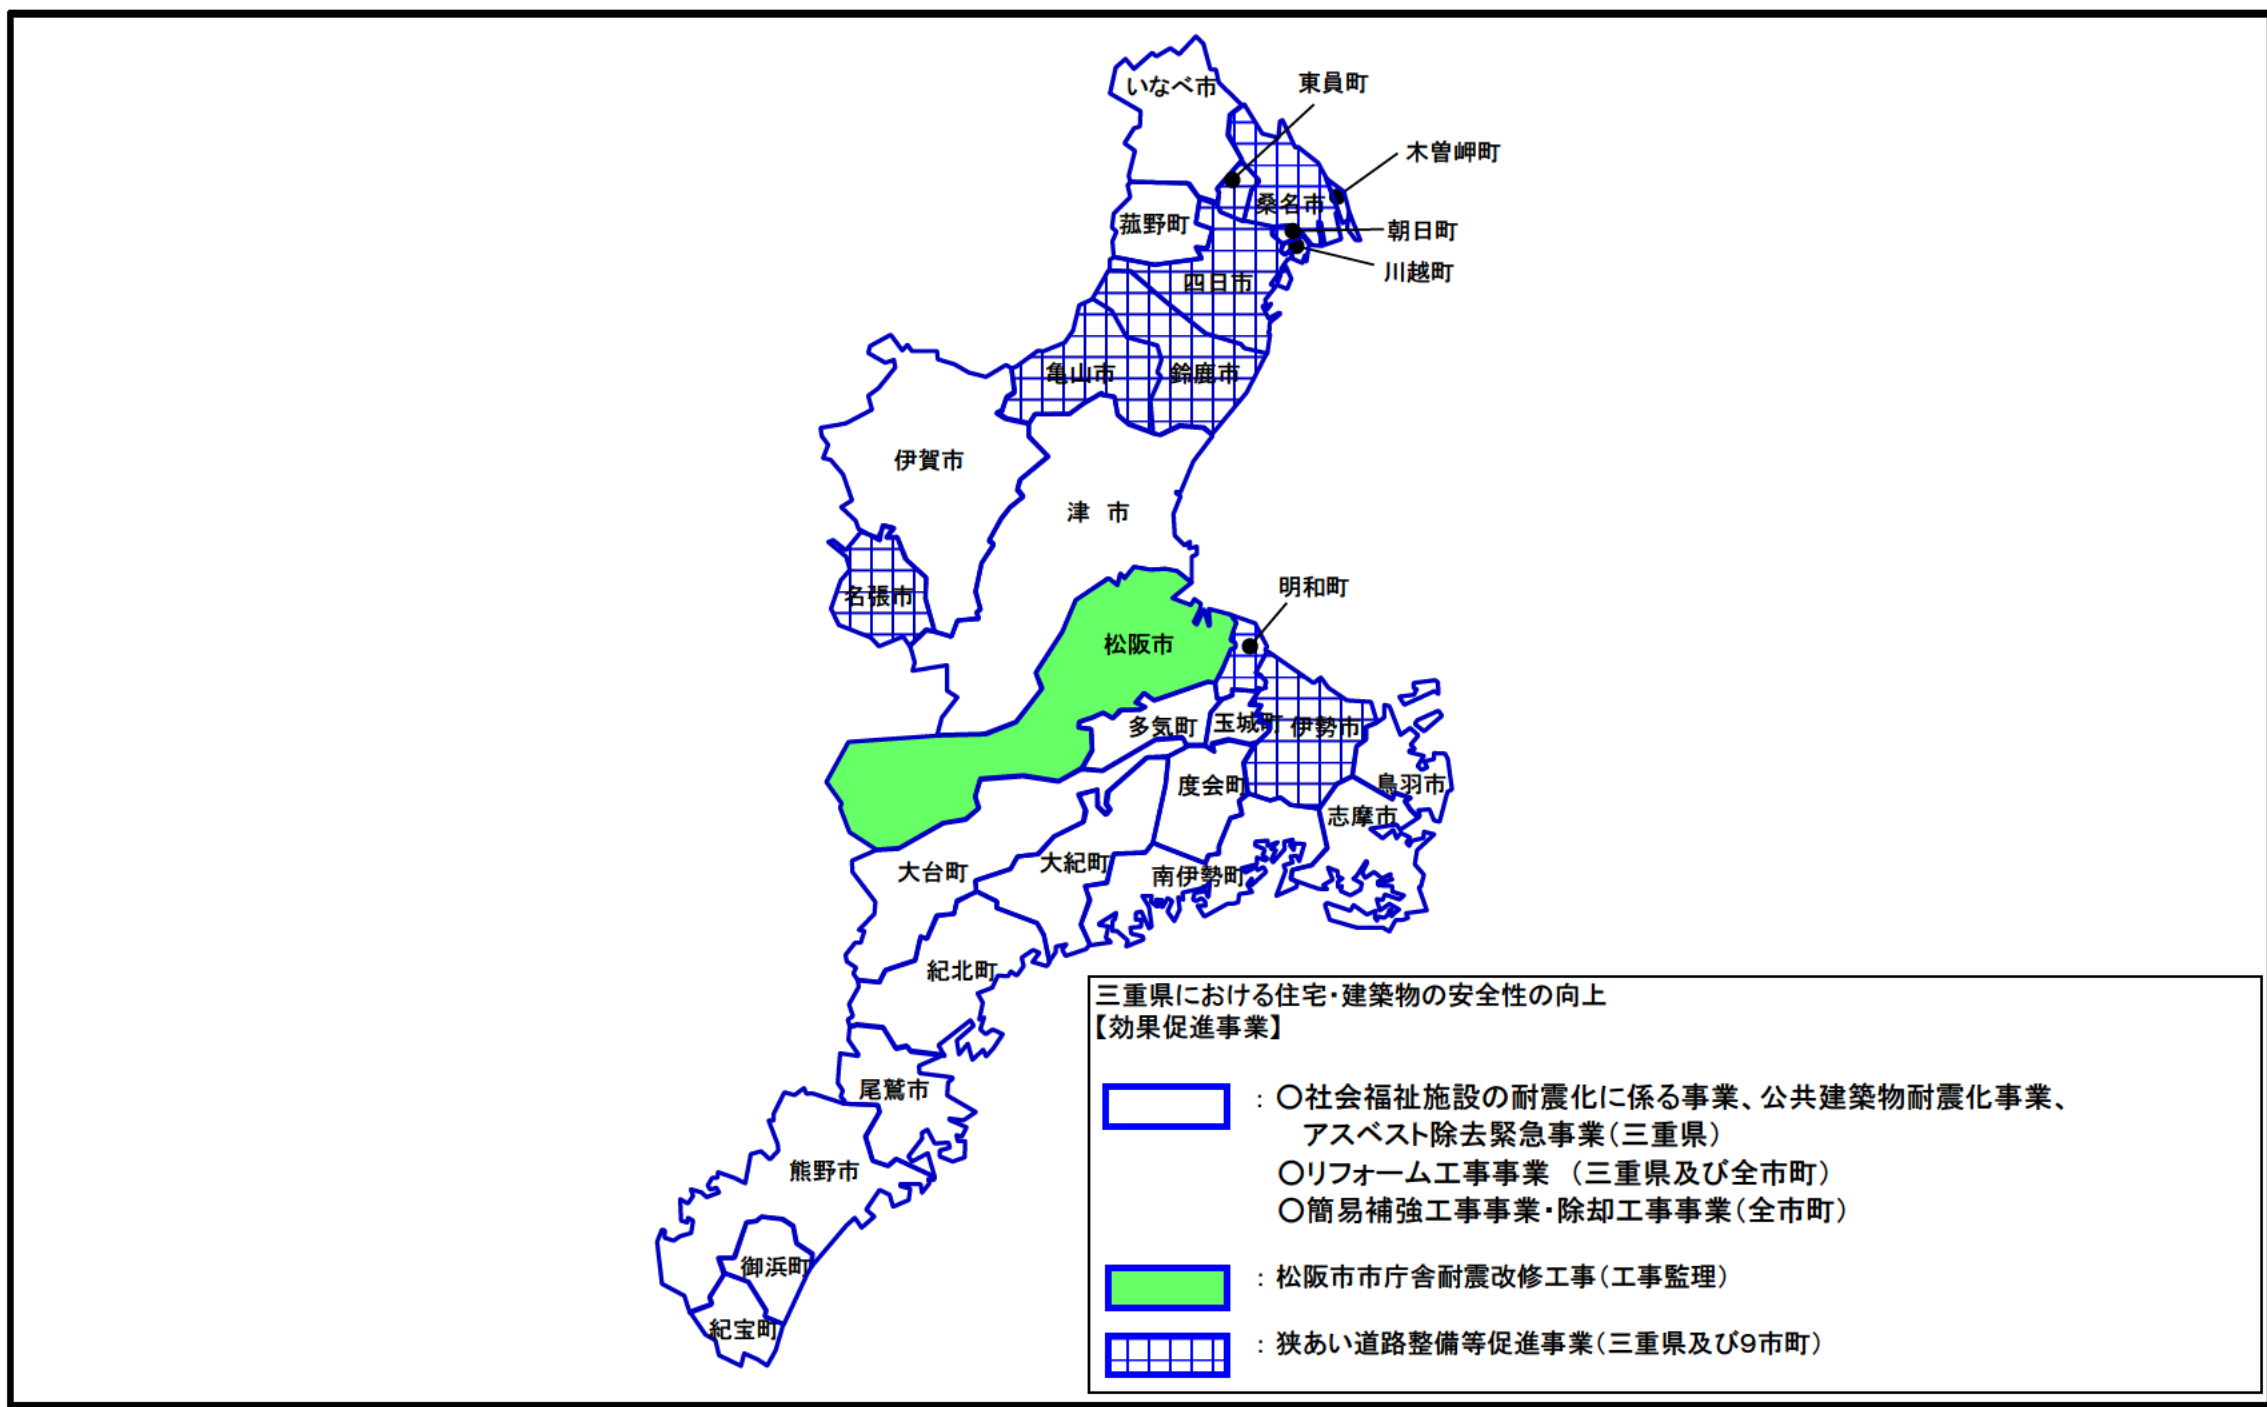 いなべ市
東員町
木曽岬町
桑名市
菰野町
朝日町
川越町
四日市
亀山市
鈴鹿市
伊賀市
津 市
名張市
明和町
松阪市
多気町
玉城町
伊勢市
度会町
鳥羽市
志摩市
大台町
大紀町
南伊勢町
紀北町
尾鷲市
熊野市
御浜町
紀宝町
三重県における住宅・建築物の安全性の向上
【効果促進事業】
：〇社会福祉施設の耐震化に係る事業、公共建築物耐震化事業、
アスベスト除去緊急事業（三重県）
〇リフォーム工事事業 （三重県及び全市町）
〇簡易補強工事事業・除却工事事業（全市町）
：松阪市市庁舎耐震改修工事（工事監理）
：狭あい道路整備等促進事業（三重県及び９市町）